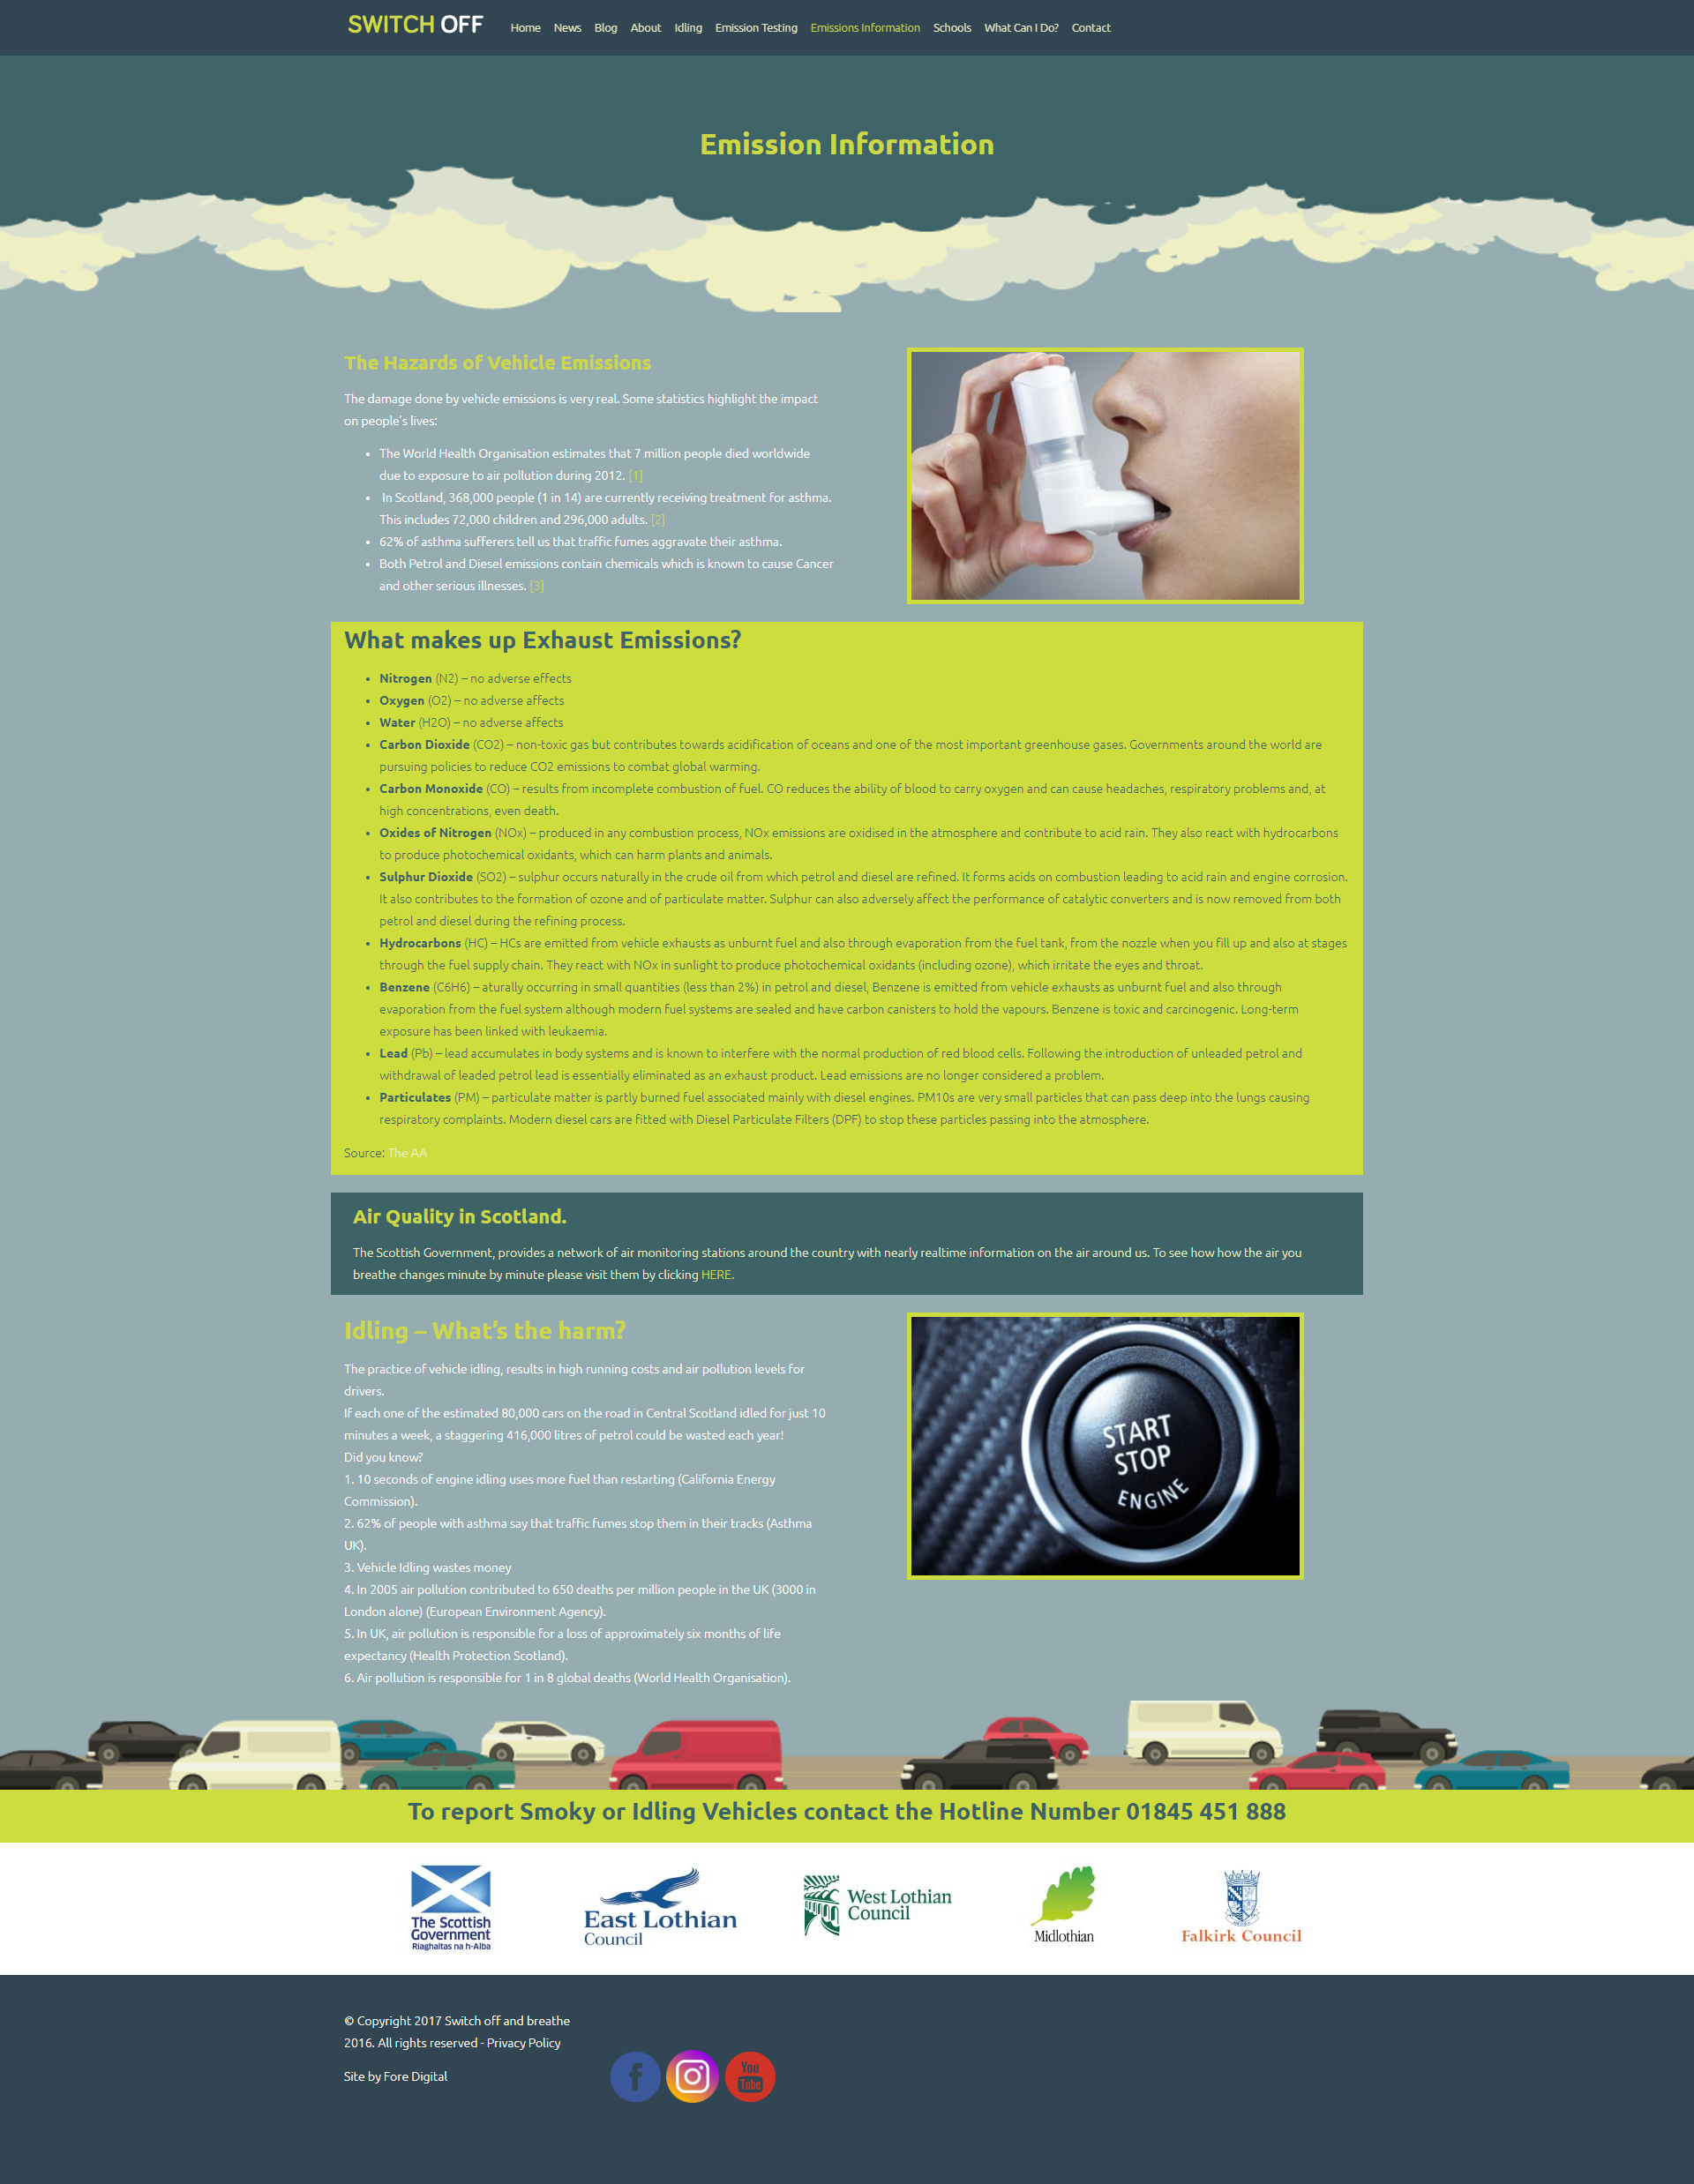 SWITCH OFF
Home News Blog About Idling Emission Testing Emissions Information Schools What Can I Do? Contact
Emission Information
The Hazards of Vehicle Emissions
The damage done by vehicle emissions is very real. Some statistics highlight the impact
on people's lives:
• The World Health Organisation estimates that 7 million people died worldwide
due to exposure to air pollution during 2012. [1]
• In Scotland, 368,000 people (1 in 14) are currently receiving treatment for asthma.
This includes 72,000 children and 296,000 adults. [2]
• 62% of asthma sufferers tell us that traffic fumes aggravate their asthma.
• Both Petrol and Diesel emissions contain chemicals which is known to cause Cancer
and other serious illnesses. [3]
What makes up Exhaust Emissions?
• Nitrogen (N2) – no adverse effects
• Oxygen (O2) – no adverse affects
• Water (H2O) – no adverse affects
• Carbon Dioxide (CO2) – non-toxic gas but contributes towards acidification of oceans and one of the most important greenhouse gases. Governments around the world are
pursuing policies to reduce CO2 emissions to combat global warming.
• Carbon Monoxide (CO) – results from incomplete combustion of fuel. CO reduces the ability of blood to carry oxygen and can cause headaches, respiratory problems and, at
high concentrations, even death.
• Oxides of Nitrogen (NOx) – produced in any combustion process, NOx emissions are oxidised in the atmosphere and contribute to acid rain. They also react with hydrocarbons
to produce photochemical oxidants, which can harm plants and animals.
• Sulphur Dioxide (SO2) – sulphur occurs naturally in the crude oil from which petrol and diesel are refined. It forms acids on combustion leading to acid rain and engine corrosion.
It also contributes to the formation of ozone and of particulate matter. Sulphur can also adversely affect the performance of catalytic converters and is now removed from both
petrol and diesel during the refining process.
• Hydrocarbons (HC) – HCs are emitted from vehicle exhausts as unburnt fuel and also through evaporation from the fuel tank, from the nozzle when you fill up and also at stages
through the fuel supply chain. They react with NOx in sunlight to produce photochemical oxidants (including ozone), which irritate the eyes and throat.
• Benzene (C6H6) – aturally occurring in small quantities (less than 2%) in petrol and diesel, Benzene is emitted from vehicle exhausts as unburnt fuel and also through
evaporation from the fuel system although modern fuel systems are sealed and have carbon canisters to hold the vapours. Benzene is toxic and carcinogenic. Long-term
exposure has been linked with leukaemia.
• Lead (Pb) – lead accumulates in body systems and is known to interfere with the normal production of red blood cells. Following the introduction of unleaded petrol and
withdrawal of leaded petrol lead is essentially eliminated as an exhaust product. Lead emissions are no longer considered a problem.
• Particulates (PM) – particulate matter is partly burned fuel associated mainly with diesel engines. PM10s are very small particles that can pass deep into the lungs causing
respiratory complaints. Modern diesel cars are fitted with Diesel Particulate Filters (DPF) to stop these particles passing into the atmosphere.
Source: The AA
Air Quality in Scotland.
The Scottish Government, provides a network of air monitoring stations around the country with nearly realtime information on the air around us. To see how how the air you
breathe changes minute by minute please visit them by clicking HERE.
Idling – What's the harm?
The practice of vehicle idling, results in high running costs and air pollution levels for
drivers.
If each one of the estimated 80,000 cars on the road in Central Scotland idled for just 10
minutes a week, a staggering 416,000 litres of petrol could be wasted each year!
Did you know?
1. 10 seconds of engine idling uses more fuel than restarting (California Energy
Commission).
2. 62% of people with asthma say that traffic fumes stop them in their tracks (Asthma
UK).
3. Vehicle Idling wastes money
4. In 2005 air pollution contributed to 650 deaths per million people in the UK (3000 in
London alone) (European Environment Agency).
5. In UK, air pollution is responsible for a loss of approximately six months of life
expectancy (Health Protection Scotland).
6. Air pollution is responsible for 1 in 8 global deaths (World Health Organisation).
START
STOP
ENGINE
To report Smoky or Idling Vehicles contact the Hotline Number 01845 451 888
The Scottish
Government
Riaghaltas na h-Alba
East Lothian
Council
West Lothian
Council
Midlothian
Falkirk Council
© Copyright 2017 Switch off and breathe
2016. All rights reserved - Privacy Policy
Site by Fore Digital
You
Tube